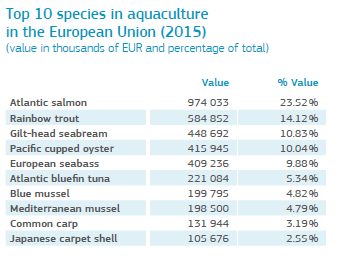 Top 10 species in aquaculture
in the European Union (2015)
(value in thousands of EUR and percentage of total)
Value % Value
Atlantic salmon 974 033 23.52%
Rainbow trout 584 852 14.12%
Gilt-head seabream 448 692 10.83%
Pacific cupped oyster 415 945 10.04%
European seabass 409 236 9.88%
Atlantic bluefin tuna 221 084 5.34%
Blue mussel 199 795 4.82%
Mediterranean mussel 198 500 4.79%
Common carp 131 944 3.19%
Japanese carpet shell 105 676 2.55%